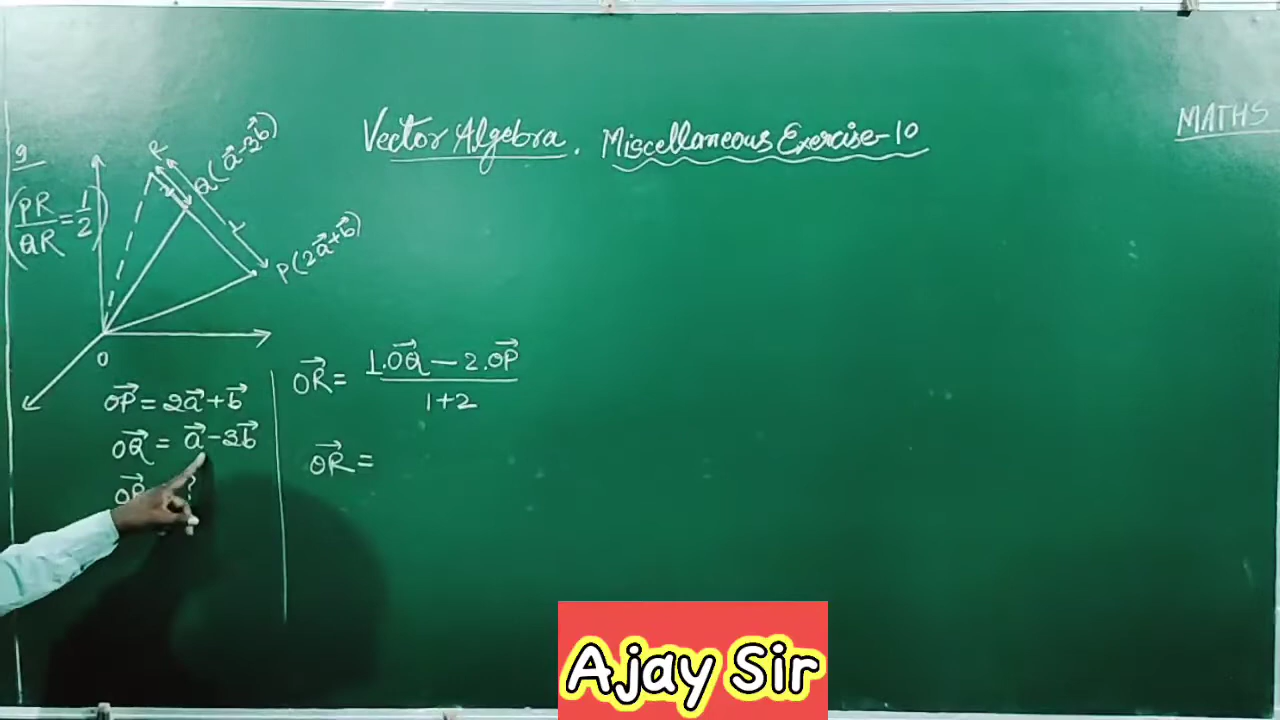 Vector Algebra. Miscellaneous Exercise-10
MATHS
9
R
Q(a⃗-3b⃗)
(PR/QR = 1/2)
P(2a⃗+b⃗)
O
OP⃗ = 2a⃗+b⃗
OQ⃗ = a⃗-3b⃗
?
OR⃗ = (1.OQ⃗ - 2.OP⃗)/(1+2)
OR⃗ =
Ajay Sir